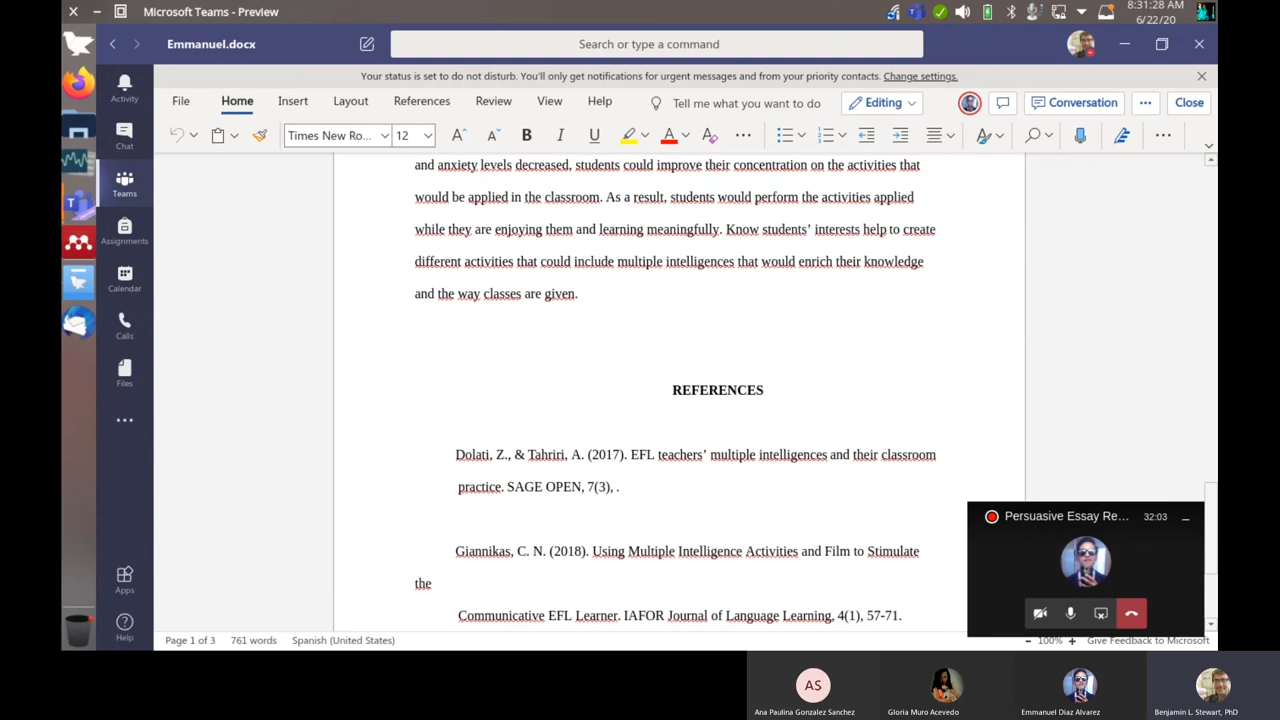 Microsoft Teams - Preview
8:31:28 AM
6/22/20
Emmanuel.docx
Search or type a command
Your status is set to do not disturb. You'll only get notifications for urgent messages and from your priority contacts. Change settings.
File Home Insert Layout References Review View Help Tell me what you want to do Editing Conversation Close
Times New Ro... 12
Activity
Chat
Teams
Assignments
Calendar
Calls
Files
Apps
Help
and anxiety levels decreased, students could improve their concentration on the activities that
would be applied in the classroom. As a result, students would perform the activities applied
while they are enjoying them and learning meaningfully. Know students' interests help to create
different activities that could include multiple intelligences that would enrich their knowledge
and the way classes are given.
REFERENCES
Dolati, Z., & Tahriri, A. (2017). EFL teachers' multiple intelligences and their classroom
practice. SAGE OPEN, 7(3), .
Giannikas, C. N. (2018). Using Multiple Intelligence Activities and Film to Stimulate
the
Communicative EFL Learner. IAFOR Journal of Language Learning, 4(1), 57-71.
Persuasive Essay Re... 32:03
Page 1 of 3 761 words Spanish (United States)
100% Give Feedback to Microsoft
AS
Ana Paulina Gonzalez Sanchez
Gloria Muro Acevedo
Emmanuel Diaz Alvarez
Benjamin L. Stewart, PhD